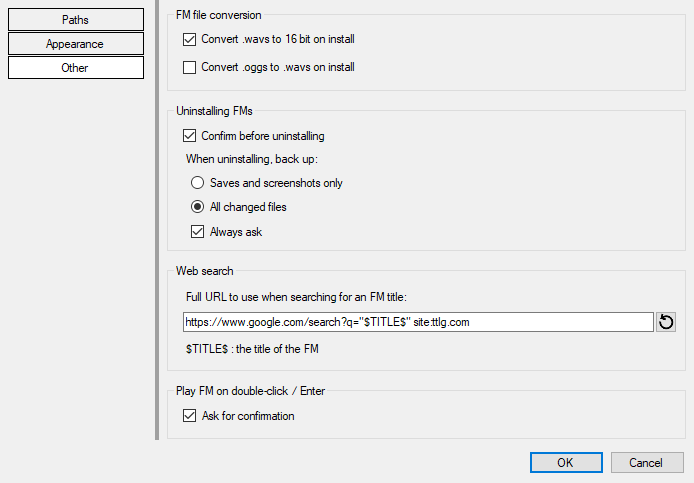 Paths
Appearance
Other
FM file conversion
Convert .wavs to 16 bit on install
Convert .oggs to .wavs on install
Uninstalling FMs
Confirm before uninstalling
When uninstalling, back up:
Saves and screenshots only
All changed files
Always ask
Web search
Full URL to use when searching for an FM title:
https://www.google.com/search?q="$TITLE$" site:ttlg.com
$TITLE$ : the title of the FM
Play FM on double-click / Enter
Ask for confirmation
OK
Cancel